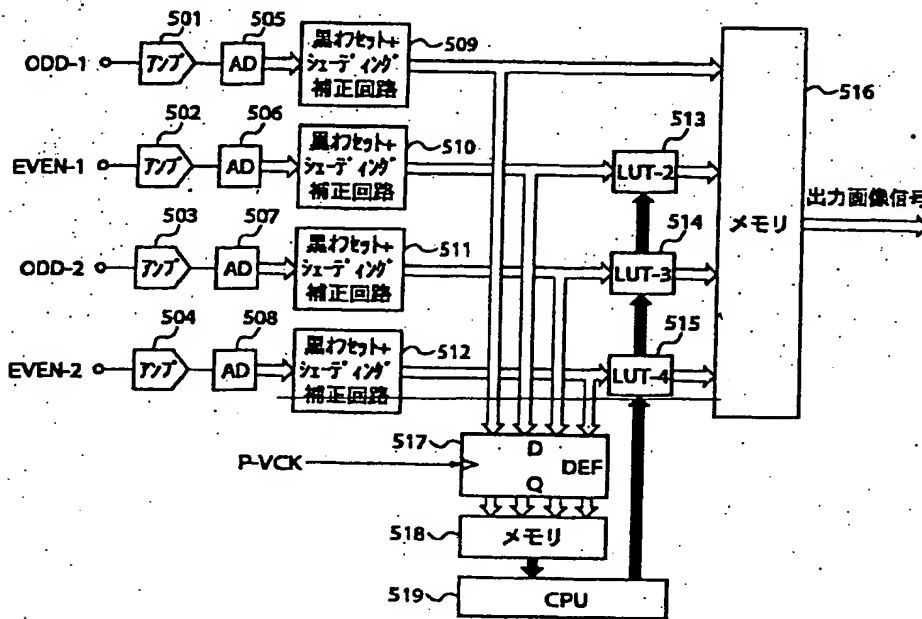 501
505
ODD-1
アンプ
AD
黒オフセット+
シェーディング
補正回路
509
516
502
506
EVEN-1
アンプ
AD
黒オフセット+
シェーディング
補正回路
510
513
LUT-2
メモリ
出力画像信号
503
507
ODD-2
アンプ
AD
黒オフセット+
シェーディング
補正回路
511
514
LUT-3
504
508
EVEN-2
アンプ
AD
黒オフセット+
シェーディング
補正回路
512
515
LUT-4
517
P-VCK
D
DEF
Q
518
メモリ
519
CPU